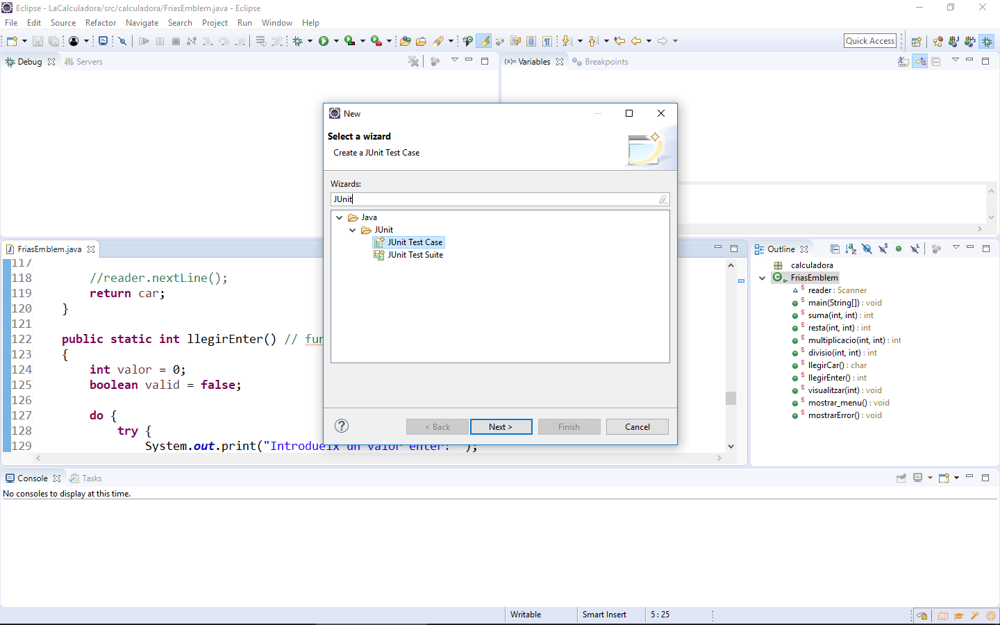 Eclipse - LaCalculadora/src/calculadora/FriasEmblem.java - Eclipse
File Edit Source Refactor Navigate Search Project Run Window Help
Quick Access
Debug Servers
(x)= Variables Breakpoints
New
Select a wizard
Create a JUnit Test Case
Wizards:
JUnit
Java
JUnit
JUnit Test Case
JUnit Test Suite
< Back Next > Finish Cancel
FriasEmblem.java
117
118 //reader.nextLine();
119 return car;
120 }
121
122 public static int llegirEnter() // fun
123 {
124 int valor = 0;
125 boolean valid = false;
126
127 do {
128 try {
129 System.out.print("Introdueix un valor enter: ");
Outline
calculadora
FriasEmblem
reader : Scanner
main(String[]) : void
suma(int, int) : int
resta(int, int) : int
multiplicacio(int, int) : int
divisio(int, int) : int
llegirCar() : char
llegirEnter() : int
visualitzar(int) : void
mostrar_menu() : void
mostrarError() : void
Console Tasks
No consoles to display at this time.
Writable Smart Insert 5 : 25